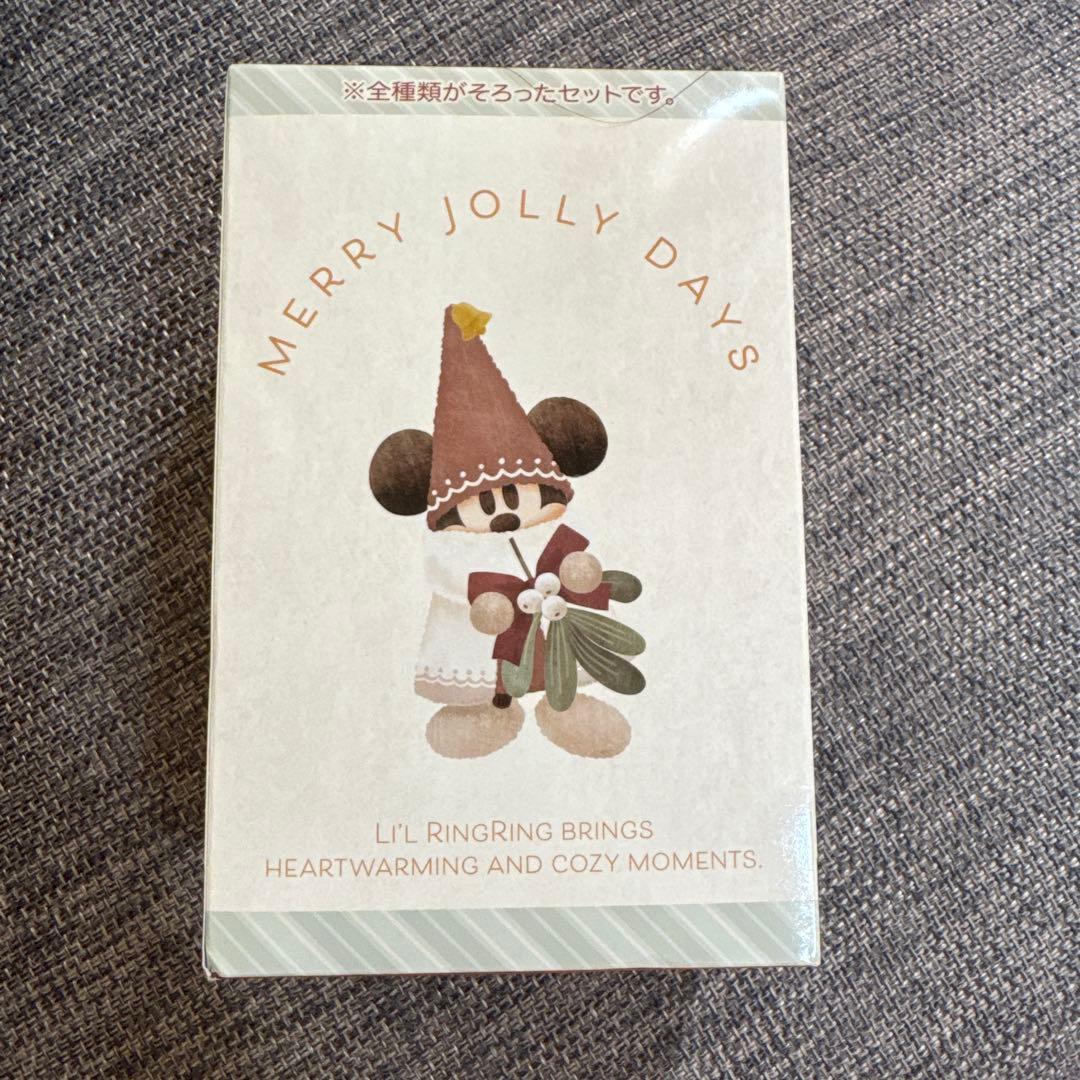 ※全種類がそろったセットです。
MERRY JOLLY DAYS
LI'L RINGRING BRINGS
HEARTWARMING AND COZY MOMENTS.